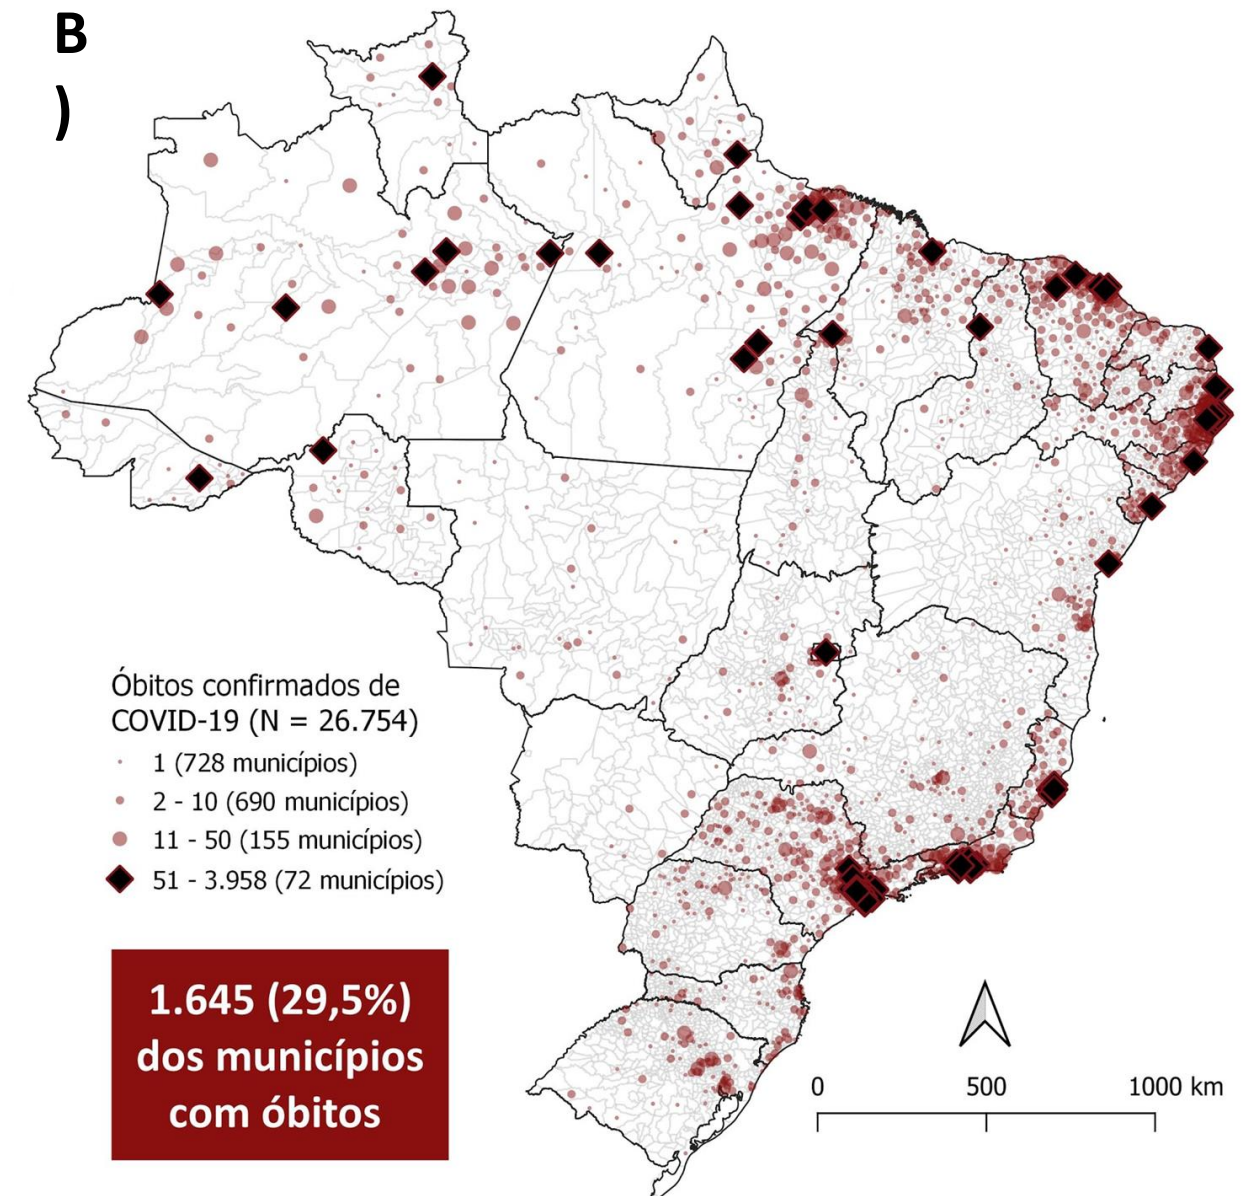 B
)
Óbitos confirmados de
COVID-19 (N = 26.754)
1 (728 municípios)
2 - 10 (690 municípios)
11 - 50 (155 municípios)
51 - 3.958 (72 municípios)
1.645 (29,5%)
dos municípios
com óbitos
0 500 1000 km